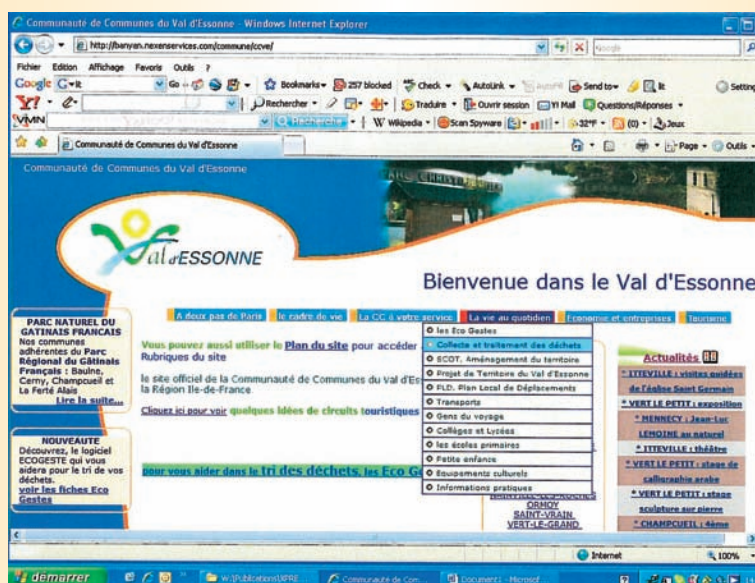 Communauté de Communes du Val d'Essonne - Windows Internet Explorer
http://banyan.nexenservices.com/commune/ccve/
Google
Fichier Edition Affichage Favoris Outils ?
Google Go Bookmarks 257 blocked Check AutoLink AutoFill Send to Setting
Y! Rechercher Traduire Ouvrir session Y! Mail Questions/Réponses
Recherche W Wikipedia Scan Spyware 32°F (0) Jeux
Communauté de Communes du Val d'Essonne Page Outils
Communauté de Communes du Val d'Essonne
Val d'ESSONNE
Bienvenue dans le Val d'Essonne
A deux pas de Paris le cadre de vie La CC à votre service La vie au quotidien Economie et entreprises Tourisme
PARC NATUREL DU
GATINAIS FRANCAIS
Nos communes
adhérentes du Parc
Régional du Gâtinais
Français : Baulne,
Cerny, Champcueil et
La Ferté Alais
Lire la suite...
NOUVEAUTE
Découvrez, le logiciel
ECOGESTE qui vous
aidera pour le tri de vos
déchets.
voir les fiches Eco
Gestes
Vous pouvez aussi utiliser le Plan du site pour accéder
Rubriques du site
le site officiel de la Communauté de Communes du Val d'Es
la Région Ile-de-France.
Cliquez ici pour voir quelques idées de circuits touristiques
pour vous aider dans le tri des déchets, les Eco Ge
les Eco Gestes
Collecte et traitement des déchets
SCOT. Aménagement du territoire
Projet de Territoire du Val d'Essonne
PLD. Plan Local de Déplacements
Transports
Gens du voyage
Collèges et Lycées
les écoles primaires
Petite enfance
Equipements culturels
Informations pratiques
ORMOY
SAINT-VRAIN
VERT-LE-GRAND
Actualités
* ITTEVILLE : visites guidées
de l'église Saint Germain
* VERT LE PETIT : exposition
* MENNECY : Jean-Luc
LEMOINE au naturel
* ITTEVILLE : théâtre
* VERT LE PETIT : stage de
calligraphie arabe
* VERT LE PETIT : stage
sculpture sur pierre
* CHAMPCUEIL : 4ème
Internet 100%
démarrer Communauté de Com... Document1 - Microsof...